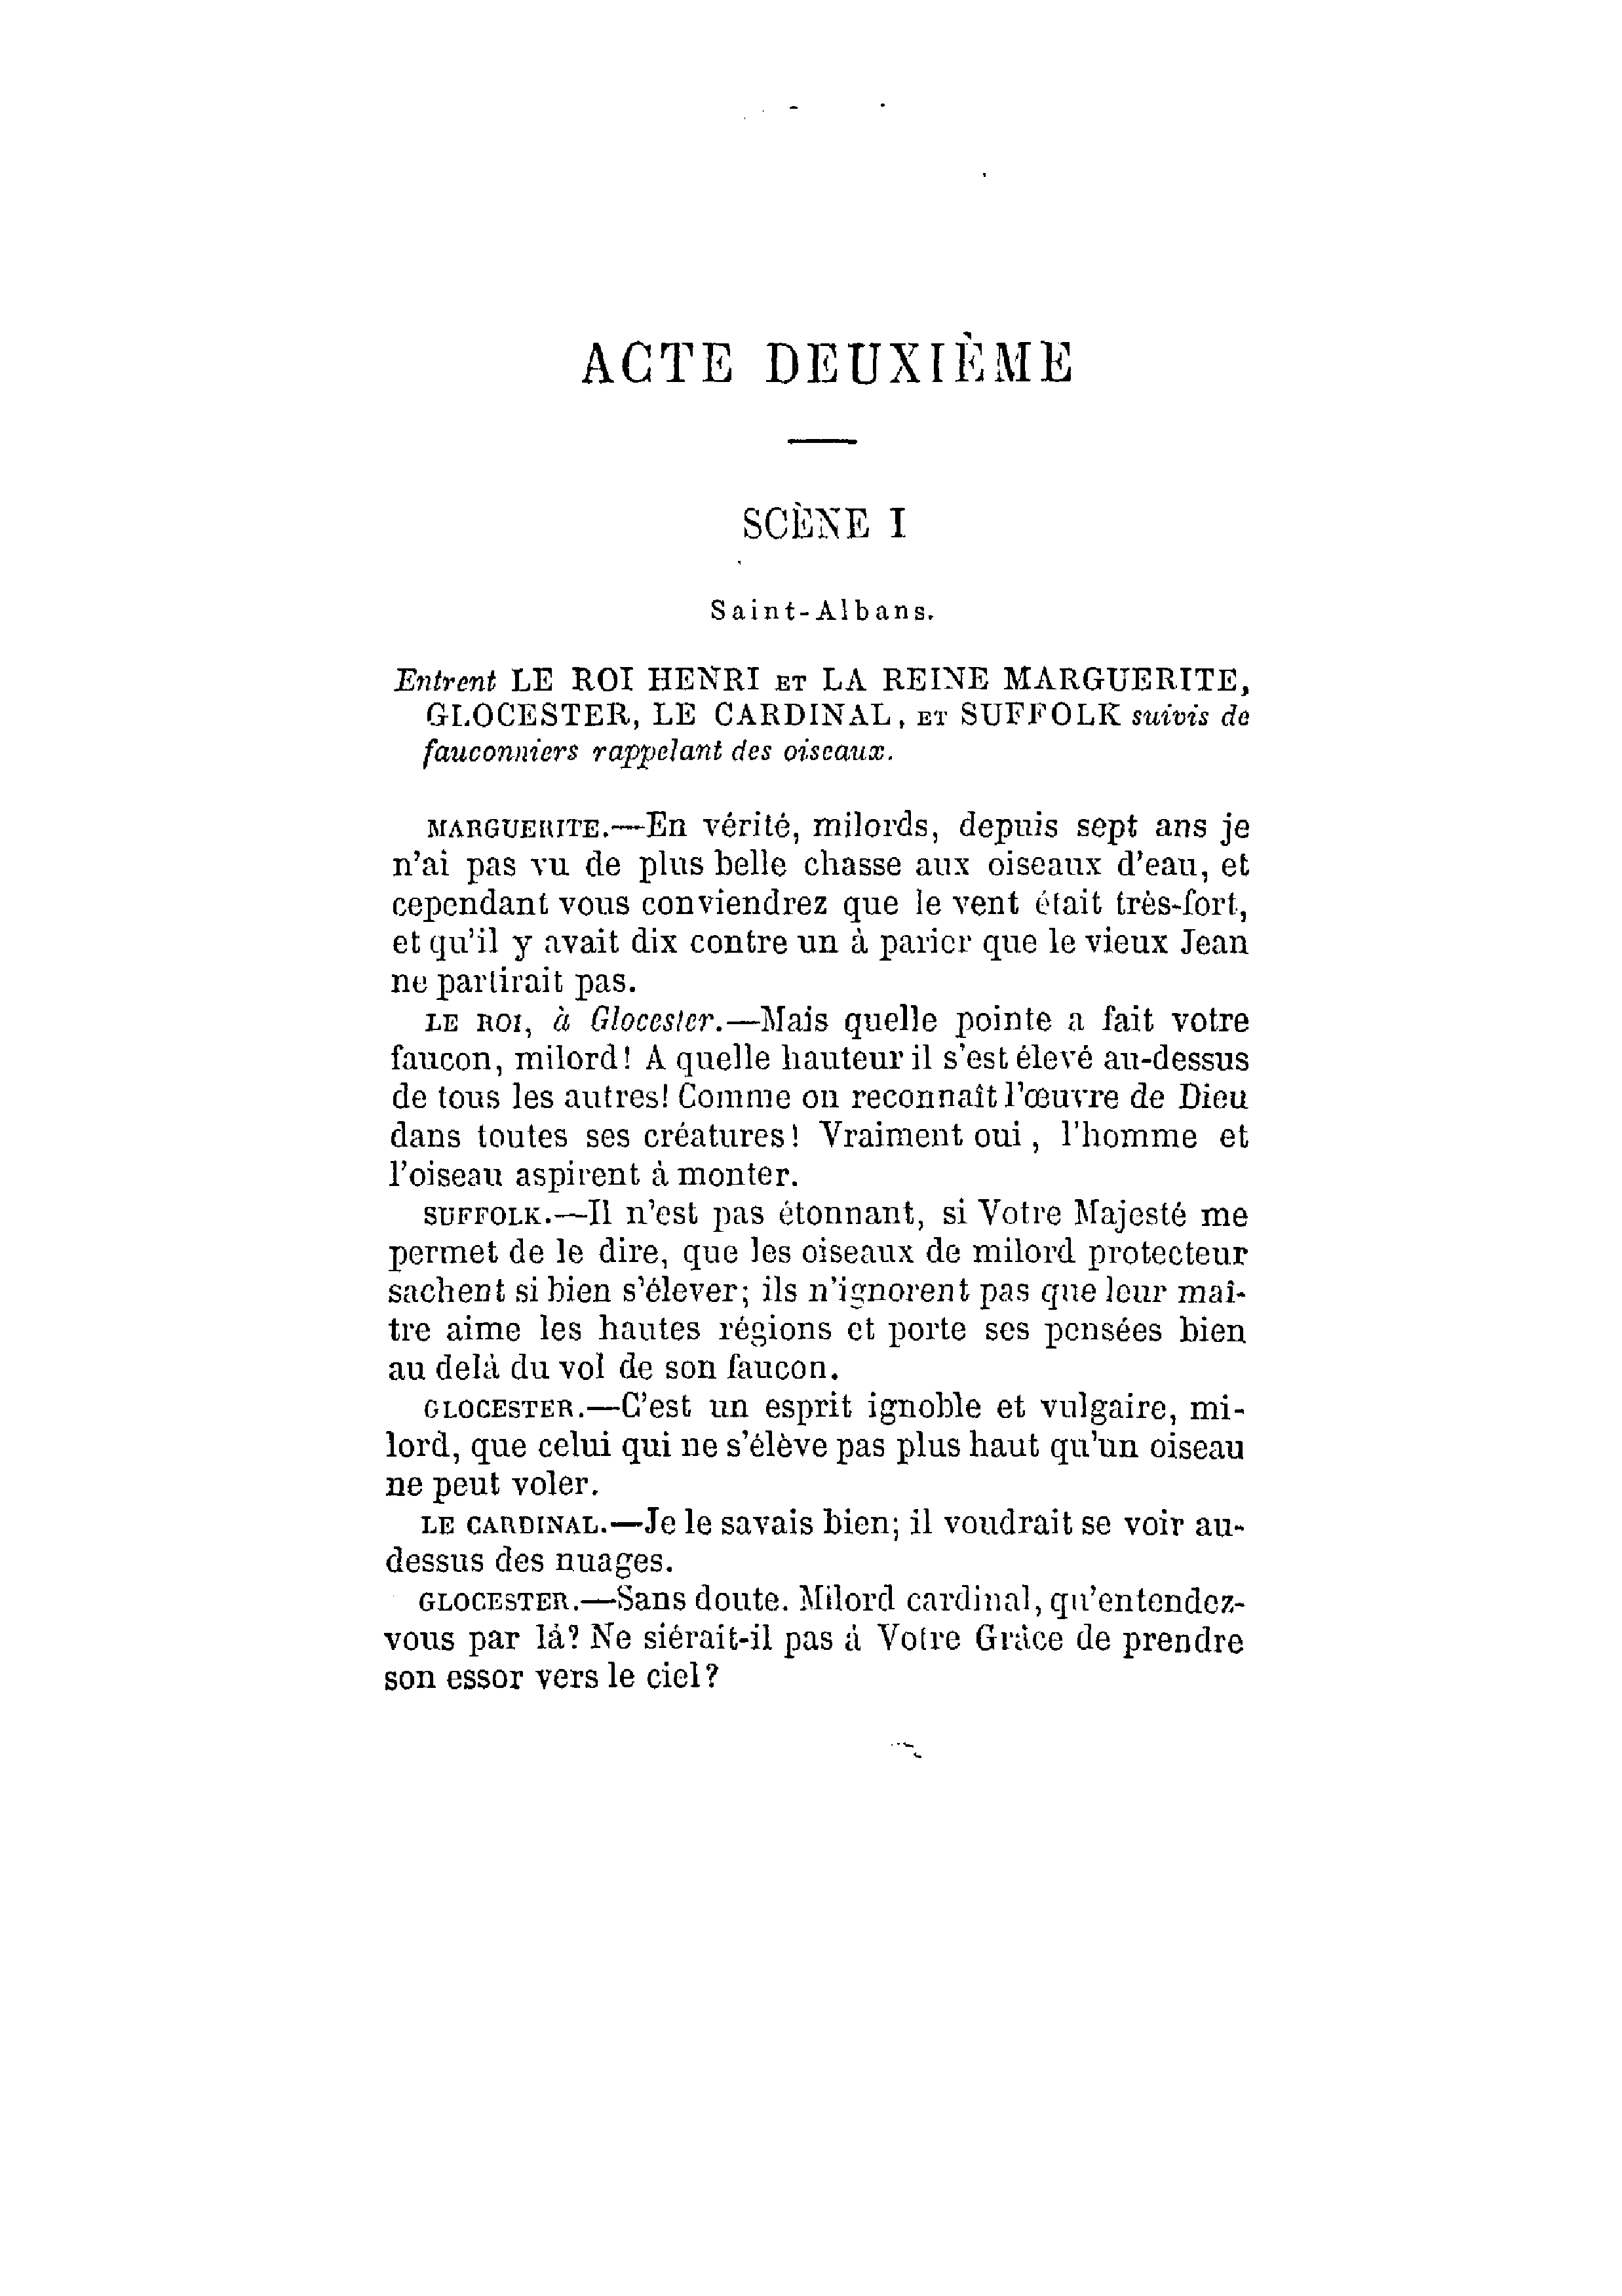 ACTE DEUXIÈME
SCÈNE I
Saint-Albans.
Entrent LE ROI HENRI ET LA REINE MARGUERITE,
GLOCESTER, LE CARDINAL, ET SUFFOLK suivis de
fauconniers rappelant des oiseaux.
MARGUERITE.—En vérité, milords, depuis sept ans je
n'ai pas vu de plus belle chasse aux oiseaux d'eau, et
cependant vous conviendrez que le vent était très-fort,
et qu'il y avait dix contre un à parier que le vieux Jean
ne partirait pas.
LE ROI, à Glocester.—Mais quelle pointe a fait votre
faucon, milord! A quelle hauteur il s'est élevé au-dessus
de tous les autres! Comme on reconnaît l'œuvre de Dieu
dans toutes ses créatures! Vraiment oui, l'homme et
l'oiseau aspirent à monter.
SUFFOLK.—Il n'est pas étonnant, si Votre Majesté me
permet de le dire, que les oiseaux de milord protecteur
sachent si bien s'élever; ils n'ignorent pas que leur maî-
tre aime les hautes régions et porte ses pensées bien
au delà du vol de son faucon.
GLOCESTER.—C'est un esprit ignoble et vulgaire, mi-
lord, que celui qui ne s'élève pas plus haut qu'un oiseau
ne peut voler.
LE CARDINAL.—Je le savais bien; il voudrait se voir au-
dessus des nuages.
GLOCESTER.—Sans doute. Milord cardinal, qu'entendez-
vous par là? Ne siérait-il pas à Votre Grâce de prendre
son essor vers le ciel?